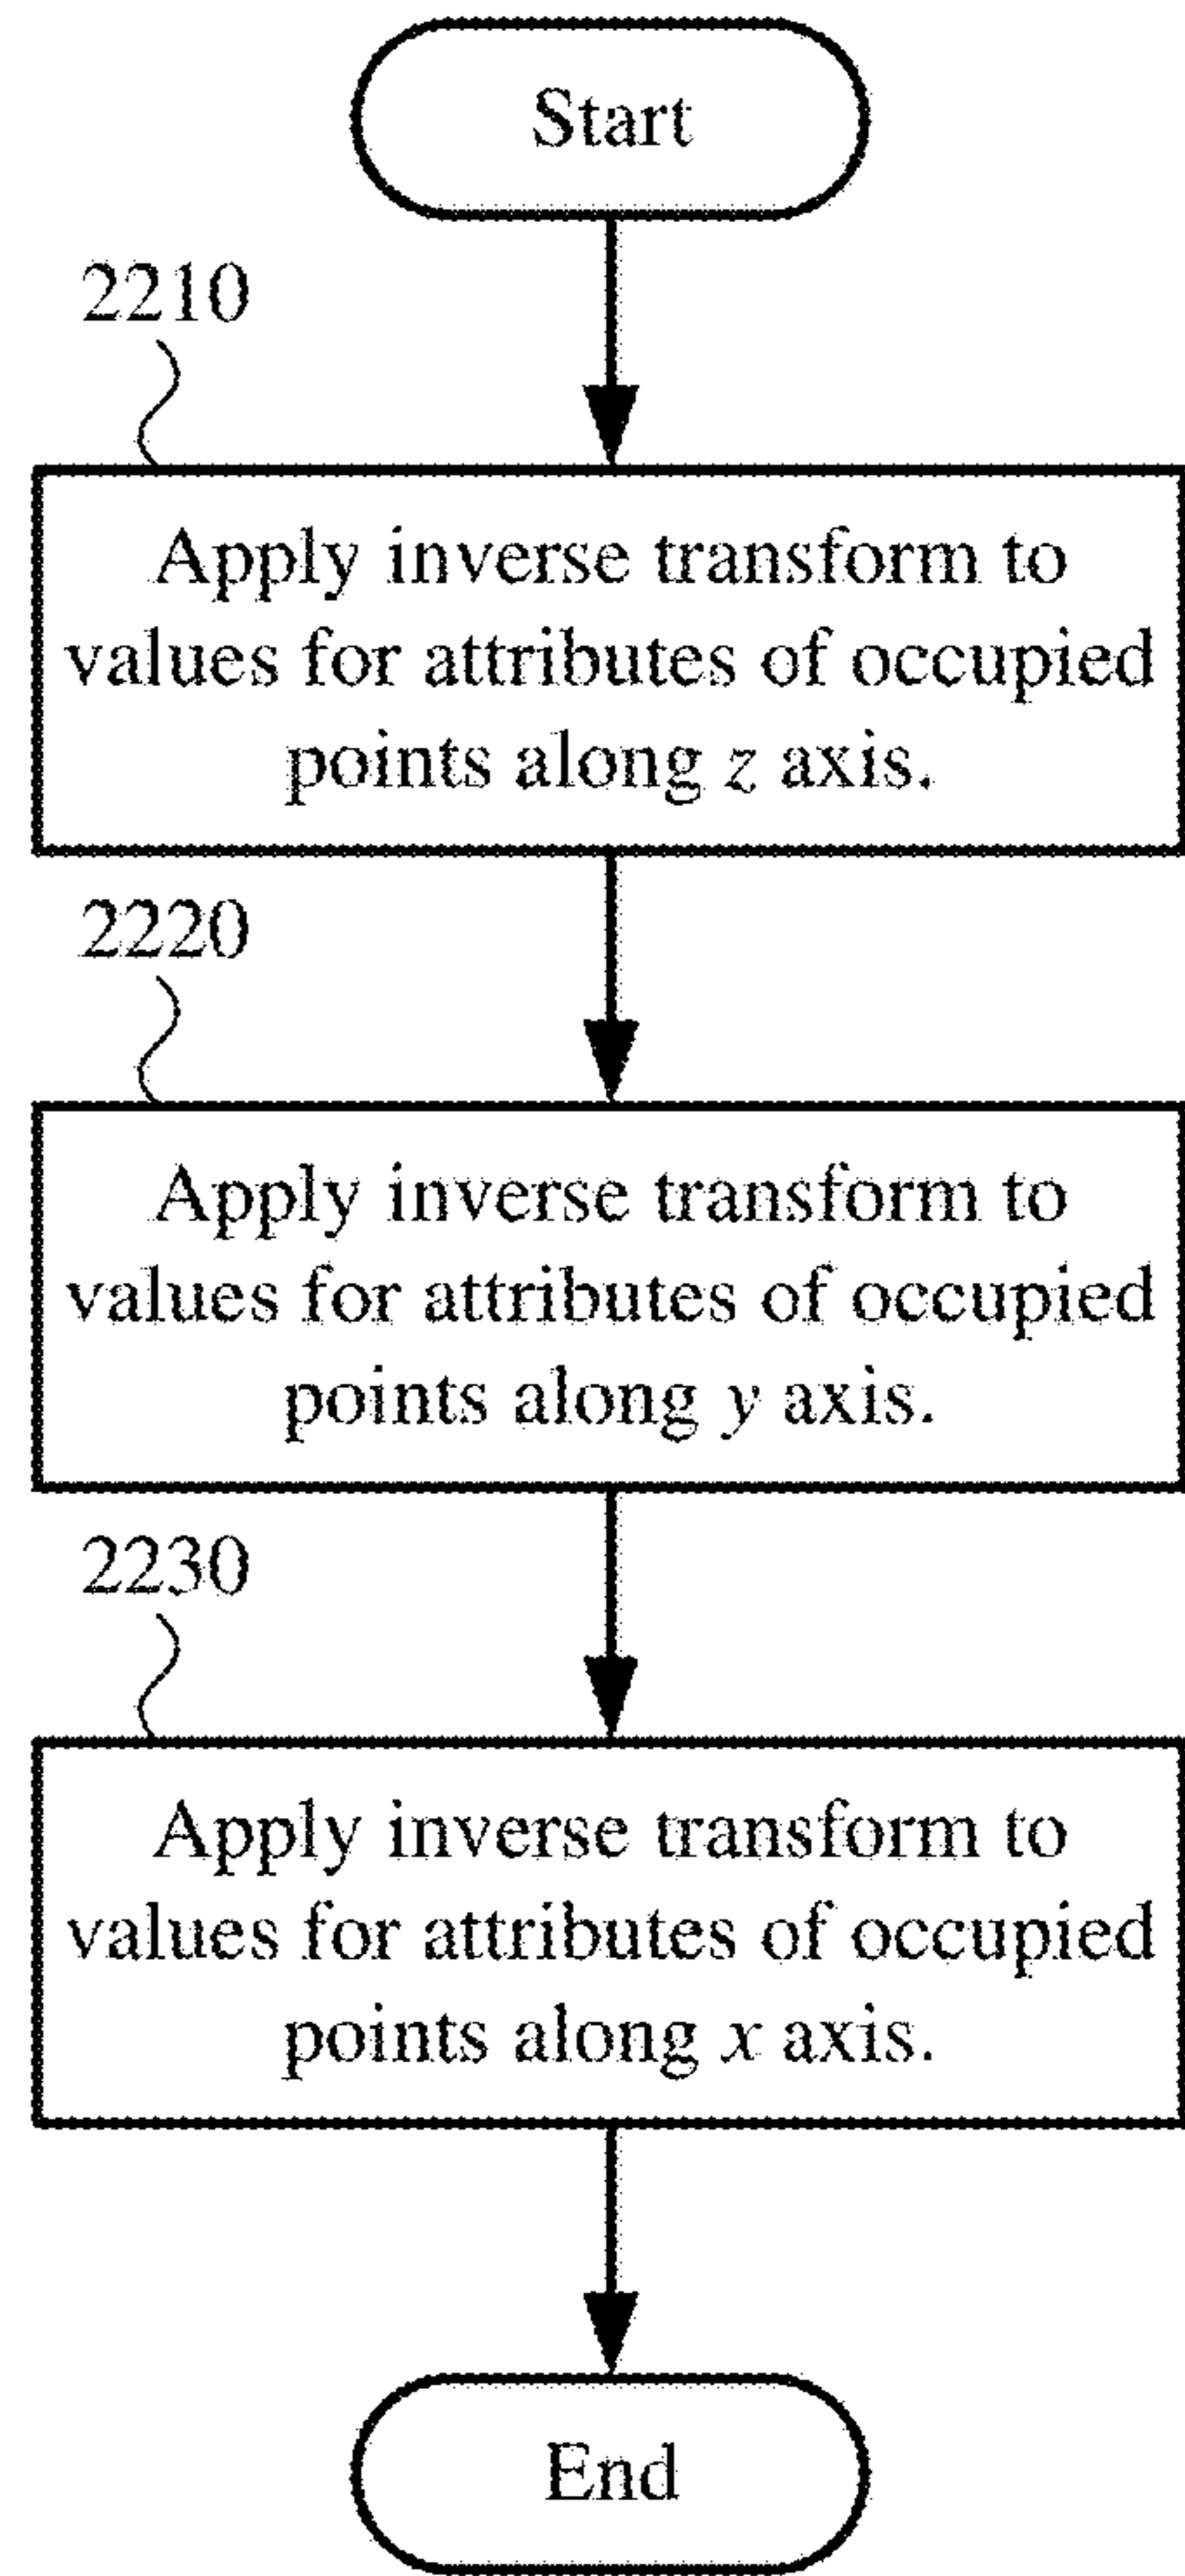 Start
2210
Apply inverse transform to
values for attributes of occupied
points along z axis.
2220
Apply inverse transform to
values for attributes of occupied
points along y axis.
2230
Apply inverse transform to
values for attributes of occupied
points along x axis.
End